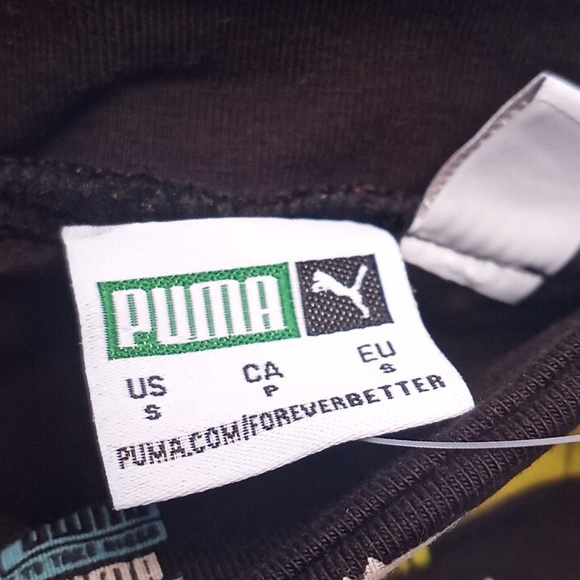 PUMA
US CA EU
S P S
PUMA.COM/FOREVERBETTER